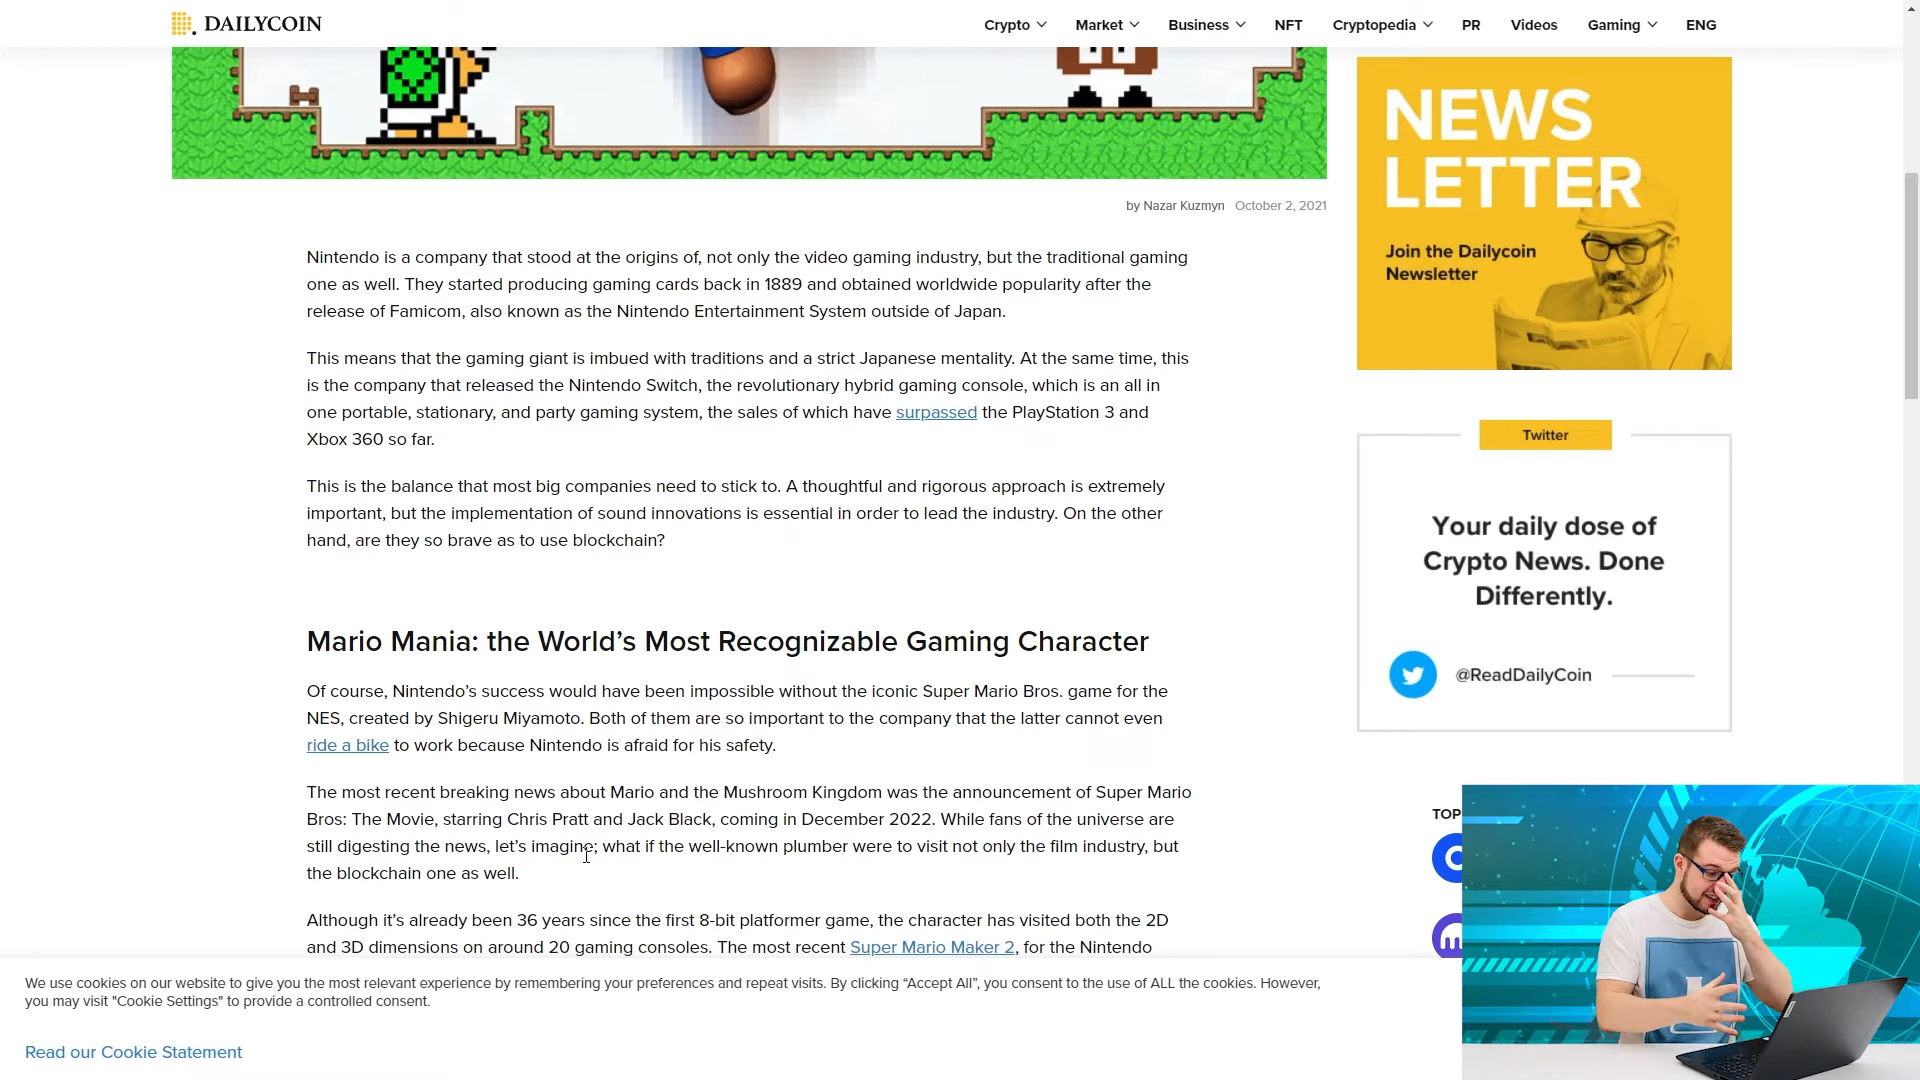 DAILYCOIN
Crypto Market Business NFT Cryptopedia PR Videos Gaming ENG
by Nazar Kuzmyn October 2, 2021
Nintendo is a company that stood at the origins of, not only the video gaming industry, but the traditional gaming
one as well. They started producing gaming cards back in 1889 and obtained worldwide popularity after the
release of Famicom, also known as the Nintendo Entertainment System outside of Japan.
This means that the gaming giant is imbued with traditions and a strict Japanese mentality. At the same time, this
is the company that released the Nintendo Switch, the revolutionary hybrid gaming console, which is an all in
one portable, stationary, and party gaming system, the sales of which have surpassed the PlayStation 3 and
Xbox 360 so far.
This is the balance that most big companies need to stick to. A thoughtful and rigorous approach is extremely
important, but the implementation of sound innovations is essential in order to lead the industry. On the other
hand, are they so brave as to use blockchain?
Mario Mania: the World’s Most Recognizable Gaming Character
Of course, Nintendo’s success would have been impossible without the iconic Super Mario Bros. game for the
NES, created by Shigeru Miyamoto. Both of them are so important to the company that the latter cannot even
ride a bike to work because Nintendo is afraid for his safety.
The most recent breaking news about Mario and the Mushroom Kingdom was the announcement of Super Mario
Bros: The Movie, starring Chris Pratt and Jack Black, coming in December 2022. While fans of the universe are
still digesting the news, let’s imagine; what if the well-known plumber were to visit not only the film industry, but
the blockchain one as well.
Although it’s already been 36 years since the first 8-bit platformer game, the character has visited both the 2D
and 3D dimensions on around 20 gaming consoles. The most recent Super Mario Maker 2, for the Nintendo
NEWS
LETTER
Join the Dailycoin
Newsletter
Twitter
Your daily dose of
Crypto News. Done
Differently.
@ReadDailyCoin
TOP
We use cookies on our website to give you the most relevant experience by remembering your preferences and repeat visits. By clicking “Accept All”, you consent to the use of ALL the cookies. However,
you may visit "Cookie Settings" to provide a controlled consent.
Read our Cookie Statement